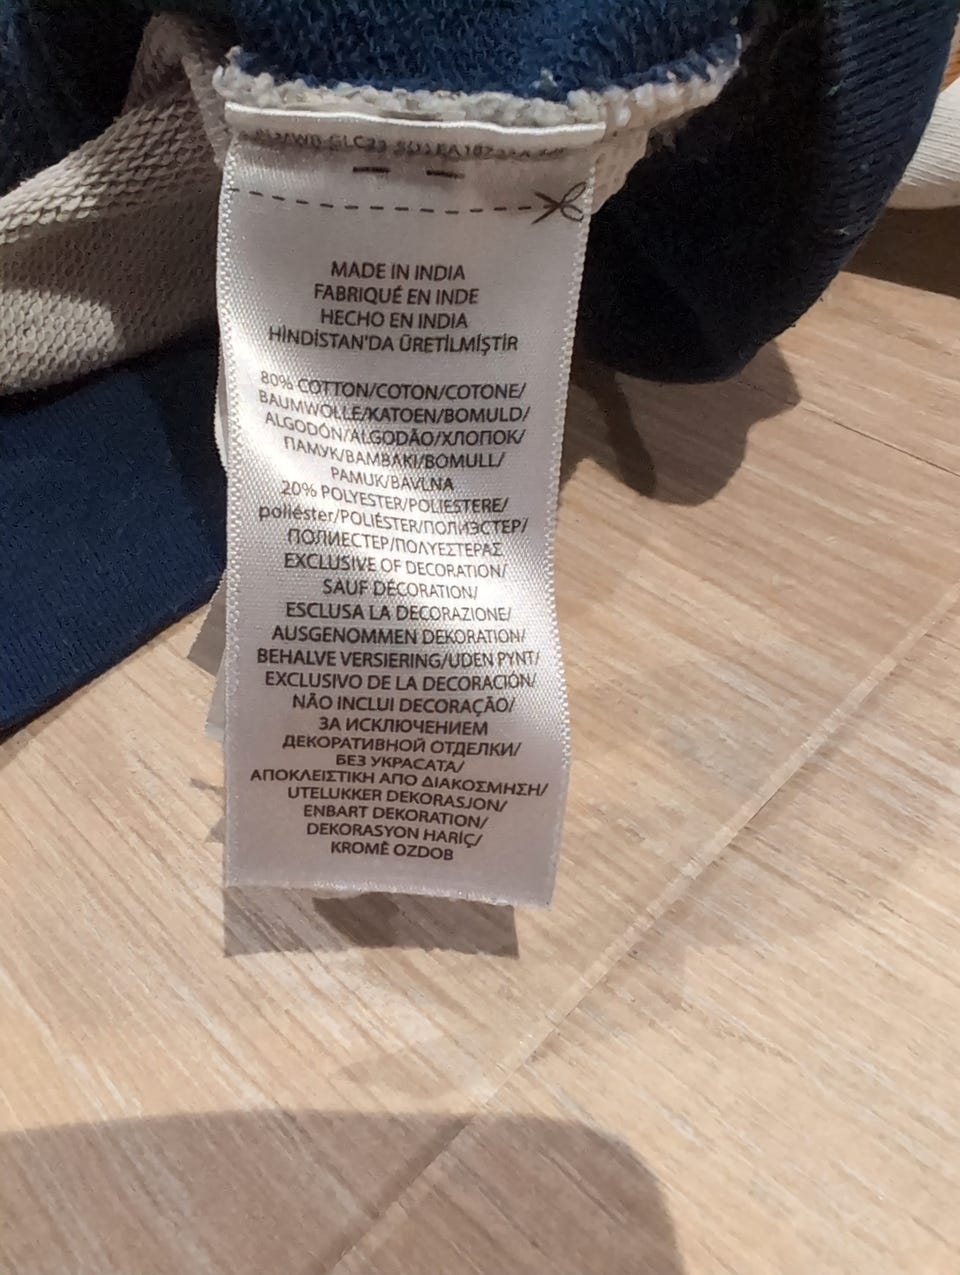 GLC23
MADE IN INDIA
FABRIQUÉ EN INDE
HECHO EN INDIA
HİNDİSTAN'DA ÜRETİLMİŞTİR
80% COTTON/COTON/COTONE/
BAUMWOLLE/KATOEN/BOMULD/
ALGODÓN/ALGODÃO/ХЛОПОК/
ПАМУК/ΒΑΜΒΑΚΙ/BOMULL/
PAMUK/BAVLNA
20% POLYESTER/POLIESTERE/
poliéster/POLIÉSTER/ПОЛИЭСТЕР/
ПОЛИЕСТЕР/ΠΟΛΥΕΣΤΕΡΑΣ
EXCLUSIVE OF DECORATION/
SAUF DÉCORATION/
ESCLUSA LA DECORAZIONE/
AUSGENOMMEN DEKORATION/
BEHALVE VERSIERING/UDEN PYNT/
EXCLUSIVO DE LA DECORACIÓN/
NÃO INCLUI DECORAÇÃO/
ЗА ИСКЛЮЧЕНИЕМ
ДЕКОРАТИВНОЙ ОТДЕЛКИ/
БЕЗ УКРАСАТА/
ΑΠΟΚΛΕΙΣΤΙΚΗ ΑΠΟ ΔΙΑΚΟΣΜΗΣΗ/
UTELUKKER DEKORASJON/
ENBART DEKORATION/
DEKORASYON HARİÇ/
KROMĚ OZDOB